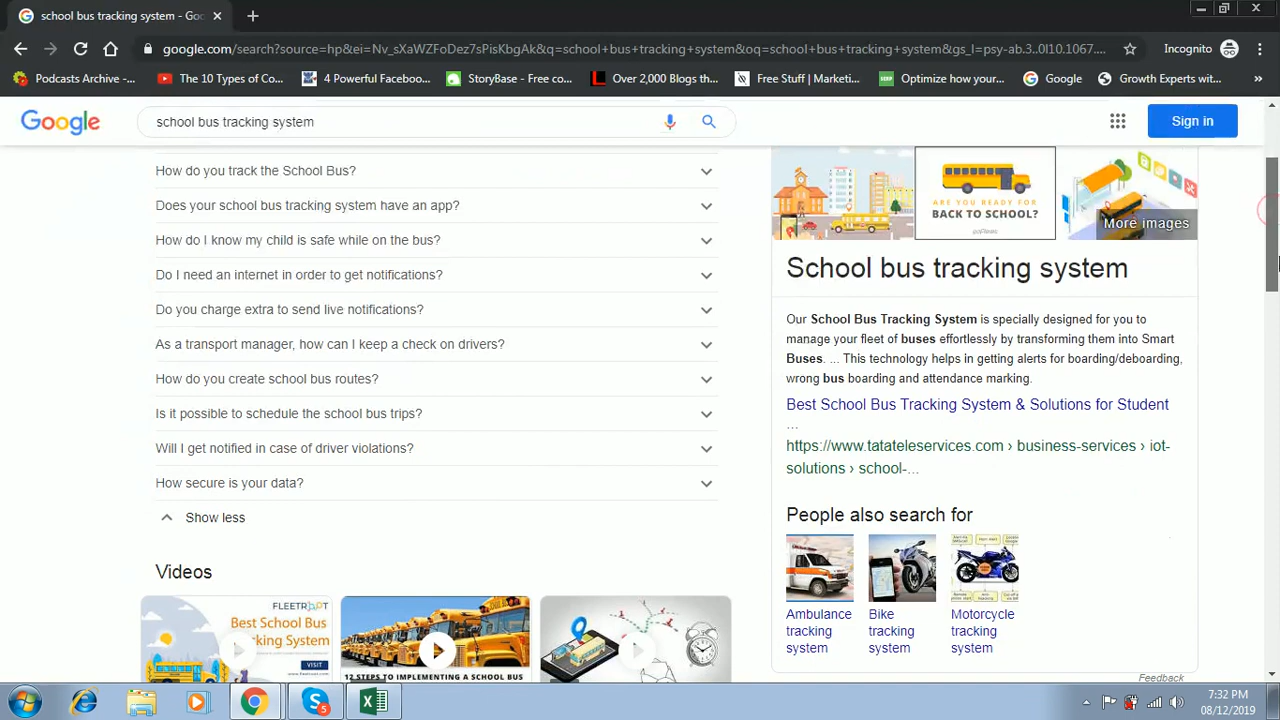 school bus tracking system - Goo
google.com/search?source=hp&ei=Nv_sXaWZFoDez7sPisKbgAk&q=school+bus+tracking+system&oq=school+bus+tracking+system&gs_l=psy-ab.3..0l10.1067....
Incognito
Podcasts Archive -...
The 10 Types of Co...
4 Powerful Faceboo...
StoryBase - Free co...
Over 2,000 Blogs th...
Free Stuff | Marketi...
Optimize how your...
Google
Growth Experts wit...
Google
school bus tracking system
Sign in
How do you track the School Bus?
Does your school bus tracking system have an app?
How do I know my child is safe while on the bus?
Do I need an internet in order to get notifications?
Do you charge extra to send live notifications?
As a transport manager, how can I keep a check on drivers?
How do you create school bus routes?
Is it possible to schedule the school bus trips?
Will I get notified in case of driver violations?
How secure is your data?
Show less
Videos
FLEETROOT
Best School Bus
Tracking System
VISIT
12 STEPS TO IMPLEMENTING A SCHOOL BUS
ARE YOU READY FOR
BACK TO SCHOOL?
More images
School bus tracking system
Our School Bus Tracking System is specially designed for you to
manage your fleet of buses effortlessly by transforming them into Smart
Buses. ... This technology helps in getting alerts for boarding/deboarding,
wrong bus boarding and attendance marking.
Best School Bus Tracking System & Solutions for Student
...
https://www.tatateleservices.com › business-services › iot-
solutions › school-...
People also search for
Ambulance
tracking
system
Bike
tracking
system
Motorcycle
tracking
system
Feedback
5
7:32 PM
08/12/2019